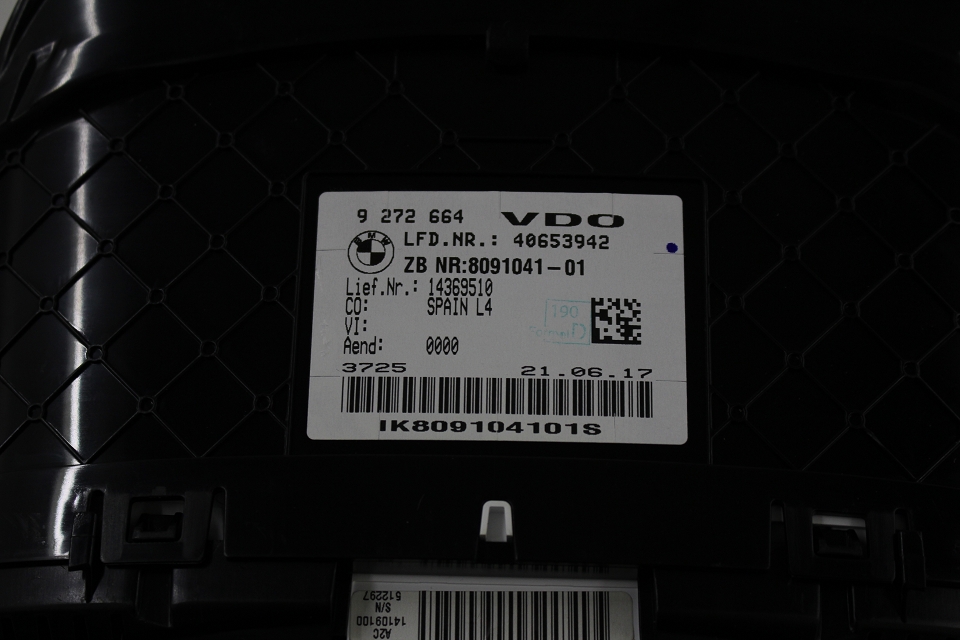 9 272 664 VDO
BMW LFD.NR.: 40653942
ZB NR:8091041-01
Lief.Nr.: 14369510
CO: SPAIN L4
VI:
Aend: 0000
190
3725 21.06.17
IK809104101S
A2C
14109100
S/N
512297